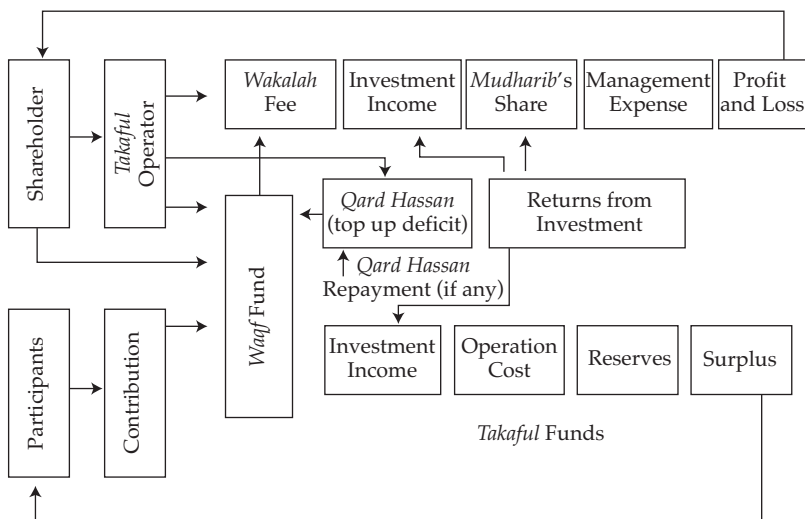 Shareholder
Takaful
Operator
Wakalah
Fee
Investment
Income
Mudharib's
Share
Management
Expense
Profit
and Loss
Qard Hassan
(top up deficit)
Returns from
Investment
Qard Hassan
Repayment (if any)
Waqf Fund
Participants
Contribution
Investment
Income
Operation
Cost
Reserves
Surplus
Takaful Funds